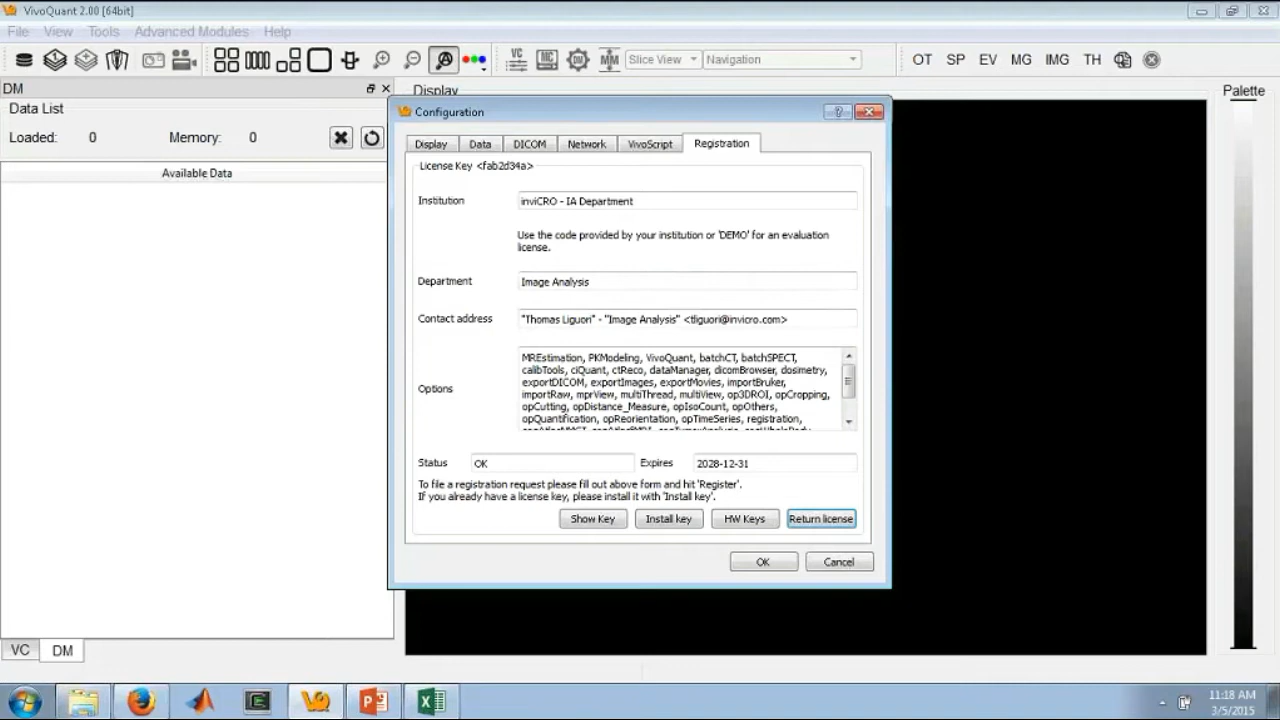 VivoQuant 2.00 [64bit]
File View Tools Advanced Modules Help
VC MC DM MM Slice View Navigation OT SP EV MG IMG TH
DM
Display
Palette
Data List
Loaded: 0 Memory: 0
Available Data
Configuration
Display Data DICOM Network VivoScript Registration
License Key <fab2d34a>
Institution inviCRO - IA Department
Use the code provided by your institution or 'DEMO' for an evaluation
license.
Department Image Analysis
Contact address "Thomas Liguori" - "Image Analysis" <tliguori@invicro.com>
Options
MREstimation, PKModeling, VivoQuant, batchCT, batchSPECT,
calibTools, ciQuant, ctReco, dataManager, dicomBrowser, dosimetry,
exportDICOM, exportImages, exportMovies, importBruker,
importRaw, mprView, multiThread, multiView, op3DROI, opCropping,
opCutting, opDistance_Measure, opIsoCount, opOthers,
opQuantification, opReorientation, opTimeSeries, registration,
Status OK Expires 2028-12-31
To file a registration request please fill out above form and hit 'Register'.
If you already have a license key, please install it with 'Install key'.
Show Key Install key HW Keys Return license
OK Cancel
VC DM
11:18 AM
3/5/2015